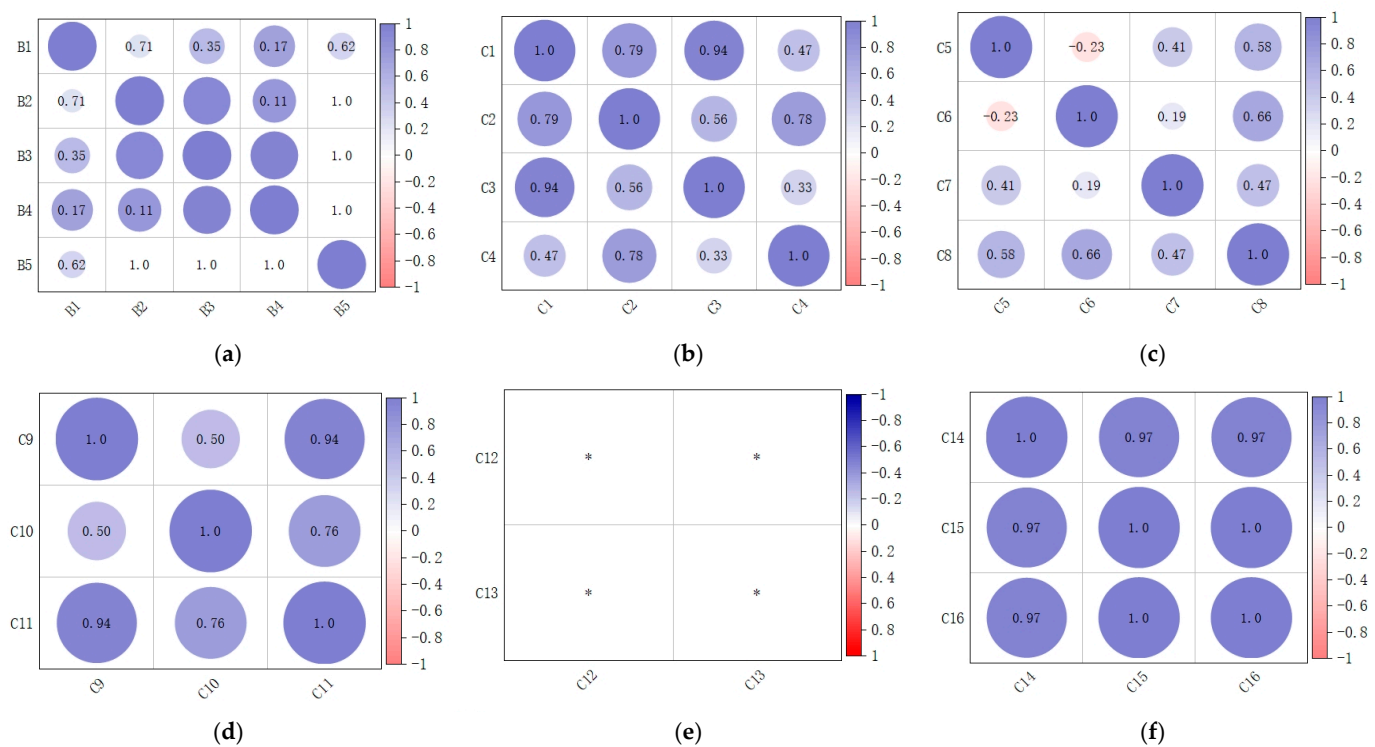 B1 0.71 0.35 0.17 0.62
B2 0.71 0.11 1.0
B3 0.35 1.0
B4 0.17 0.11 1.0
B5 0.62 1.0 1.0 1.0
B1 B2 B3 B4 B5
1
0.8
0.6
0.4
0.2
0
-0.2
-0.4
-0.6
-0.8
-1
(a)
C1 1.0 0.79 0.94 0.47
C2 0.79 1.0 0.56 0.78
C3 0.94 0.56 1.0 0.33
C4 0.47 0.78 0.33 1.0
C1 C2 C3 C4
1
0.8
0.6
0.4
0.2
0
-0.2
-0.4
-0.6
-0.8
-1
(b)
C5 1.0 -0.23 0.41 0.58
C6 -0.23 1.0 0.19 0.66
C7 0.41 0.19 1.0 0.47
C8 0.58 0.66 0.47 1.0
C5 C6 C7 C8
1
0.8
0.6
0.4
0.2
0
-0.2
-0.4
-0.6
-0.8
-1
(c)
C9 1.0 0.50 0.94
C10 0.50 1.0 0.76
C11 0.94 0.76 1.0
C9 C10 C11
1
0.8
0.6
0.4
0.2
0
-0.2
-0.4
-0.6
-0.8
-1
(d)
C12 * *
C13 * *
C12 C13
-1
-0.8
-0.6
-0.4
-0.2
0
0.2
0.4
0.6
0.8
1
(e)
C14 1.0 0.97 0.97
C15 0.97 1.0 1.0
C16 0.97 1.0 1.0
C14 C15 C16
1
0.8
0.6
0.4
0.2
0
-0.2
-0.4
-0.6
-0.8
-1
(f)